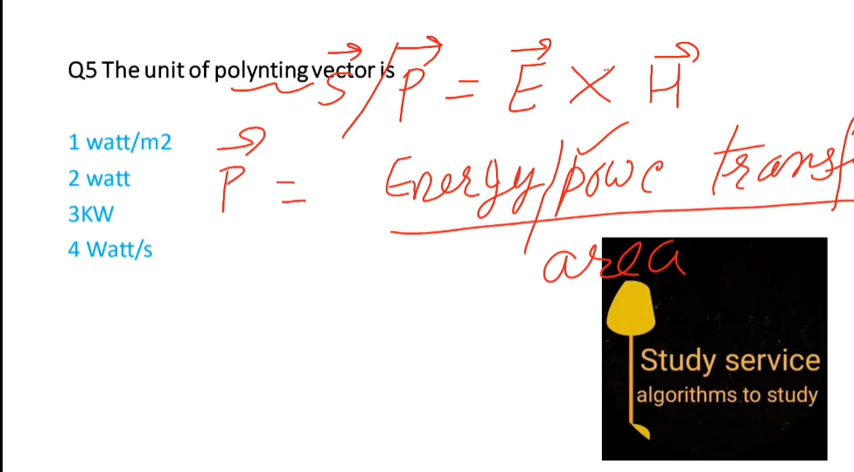 Q5 The unit of polynting vector is
S/P = E × H
1 watt/m2
2 watt
3KW
4 Watt/s
P = Energy/powe transf
area
Study service
algorithms to study